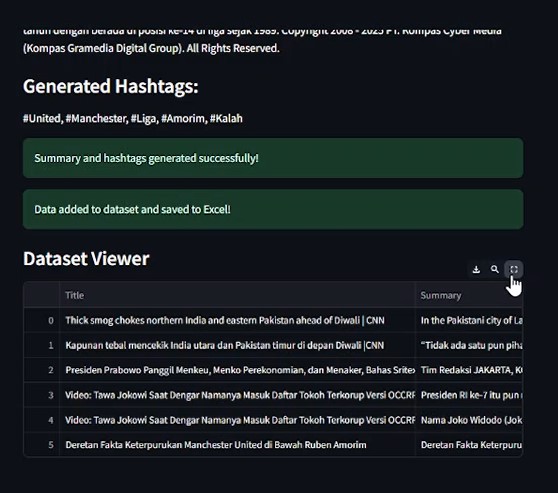 tahun dengan berada di posisi ke-14 di liga sejak 1989. Copyright 2008 - 2025 PT. Kompas Cyber Media
(Kompas Gramedia Digital Group). All Rights Reserved.
Generated Hashtags:
#United, #Manchester, #Liga, #Amorim, #Kalah
Summary and hashtags generated successfully!
Data added to dataset and saved to Excel!
Dataset Viewer
Title Summary
0 Thick smog chokes northern India and eastern Pakistan ahead of Diwali | CNN In the Pakistani city of La
1 Kapunan tebal mencekik India utara dan Pakistan timur di depan Diwali |CNN "Tidak ada satu pun piha
2 Presiden Prabowo Panggil Menkeu, Menko Perekonomian, dan Menaker, Bahas Sritex Tim Redaksi JAKARTA, KO
3 Video: Tawa Jokowi Saat Dengar Namanya Masuk Daftar Tokoh Terkorup Versi OCCRP Presiden RI ke-7 itu pun
4 Video: Tawa Jokowi Saat Dengar Namanya Masuk Daftar Tokoh Terkorup Versi OCCRP Nama Joko Widodo (Jok
5 Deretan Fakta Keterpurukan Manchester United di Bawah Ruben Amorim Deretan Fakta Keterpuru